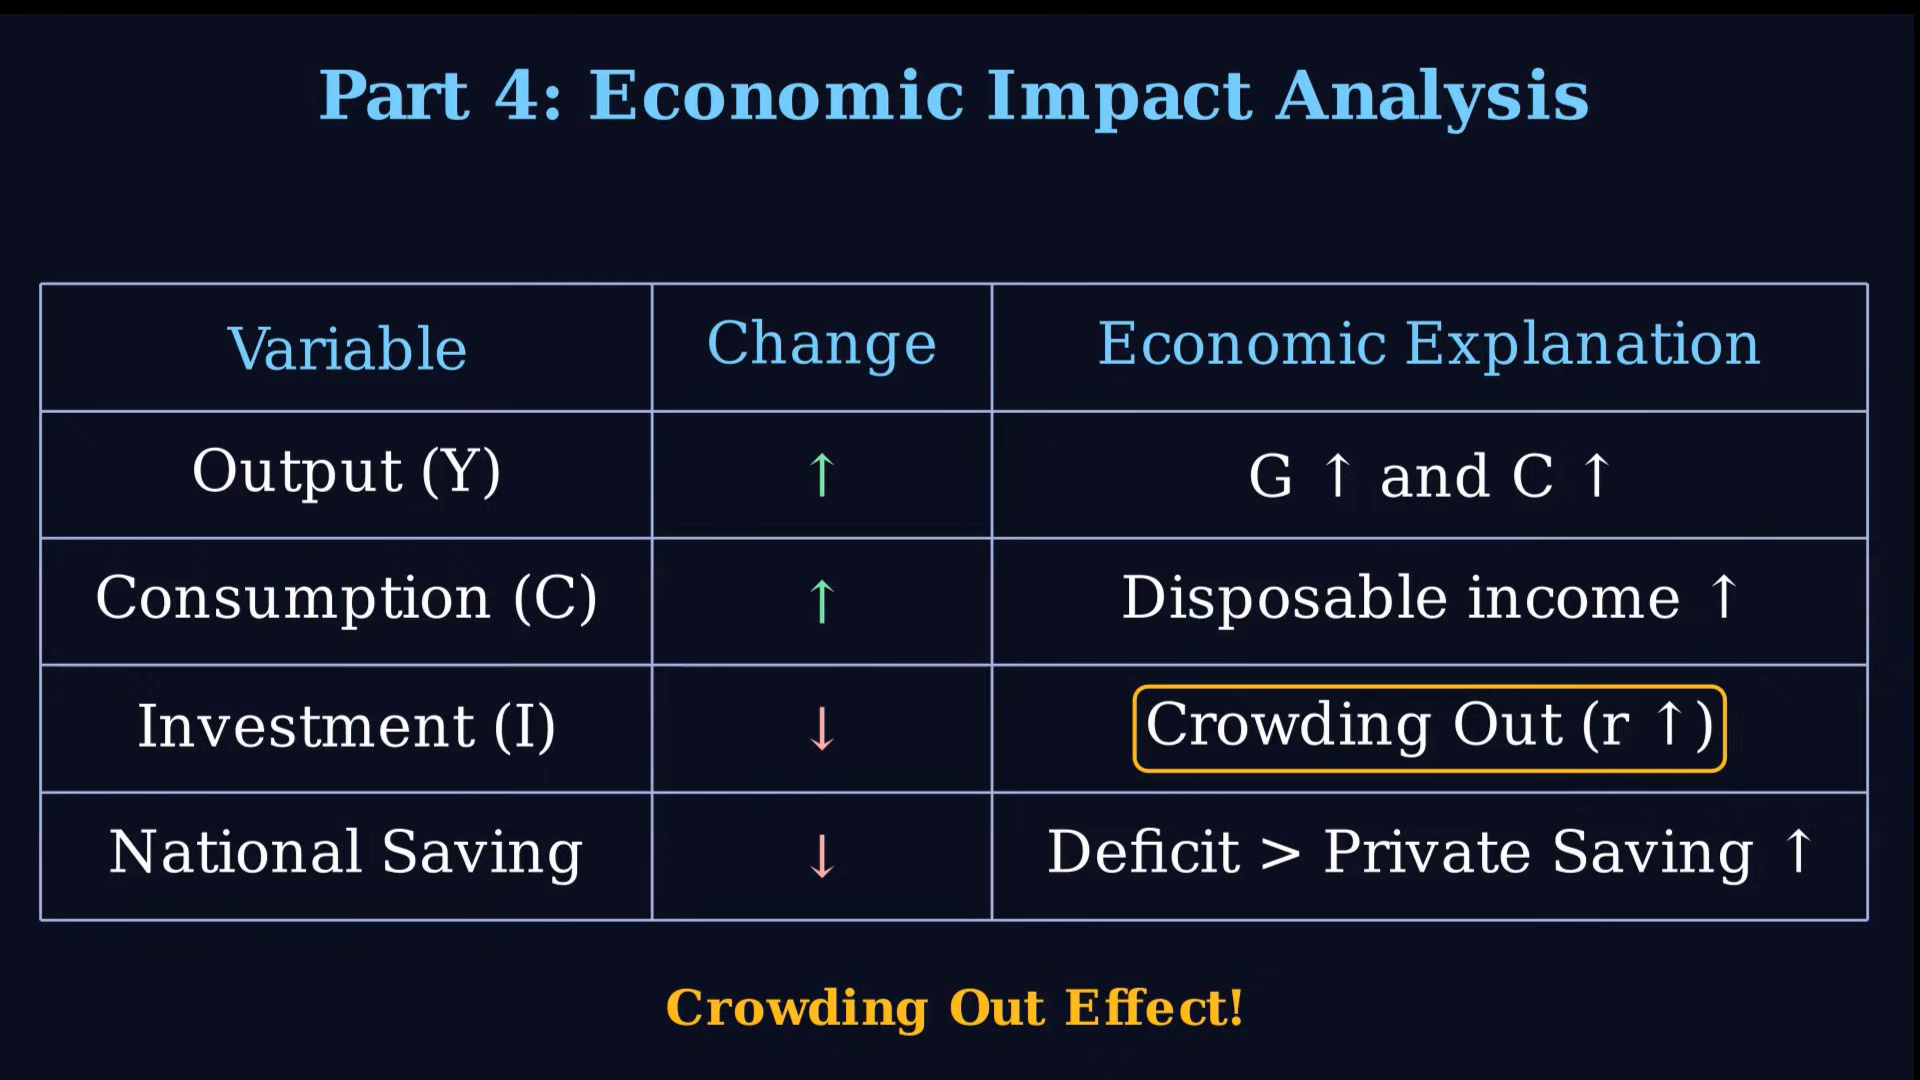 Part 4: Economic Impact Analysis
Variable Change Economic Explanation
Output (Y) ↑ G ↑ and C ↑
Consumption (C) ↑ Disposable income ↑
Investment (I) ↓ Crowding Out (r ↑)
National Saving ↓ Deficit > Private Saving ↑
Crowding Out Effect!